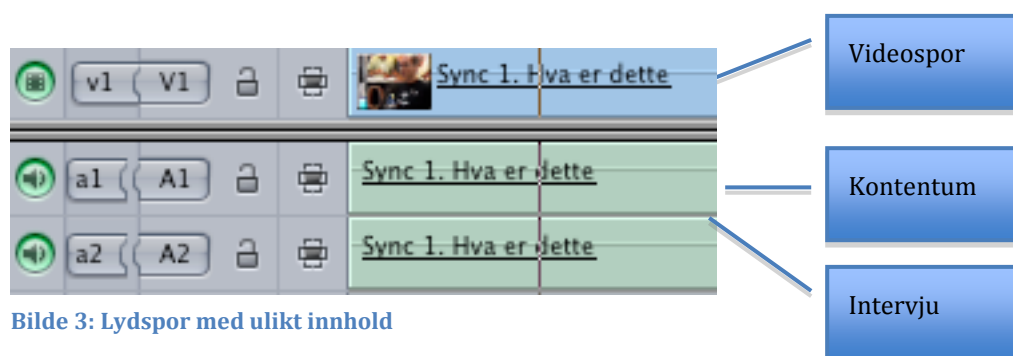 Videospor
v1 V1 Sync 1. Hva er dette
a1 A1 Sync 1. Hva er dette
Kontentum
a2 A2 Sync 1. Hva er dette
Intervju
Bilde 3: Lydspor med ulikt innhold